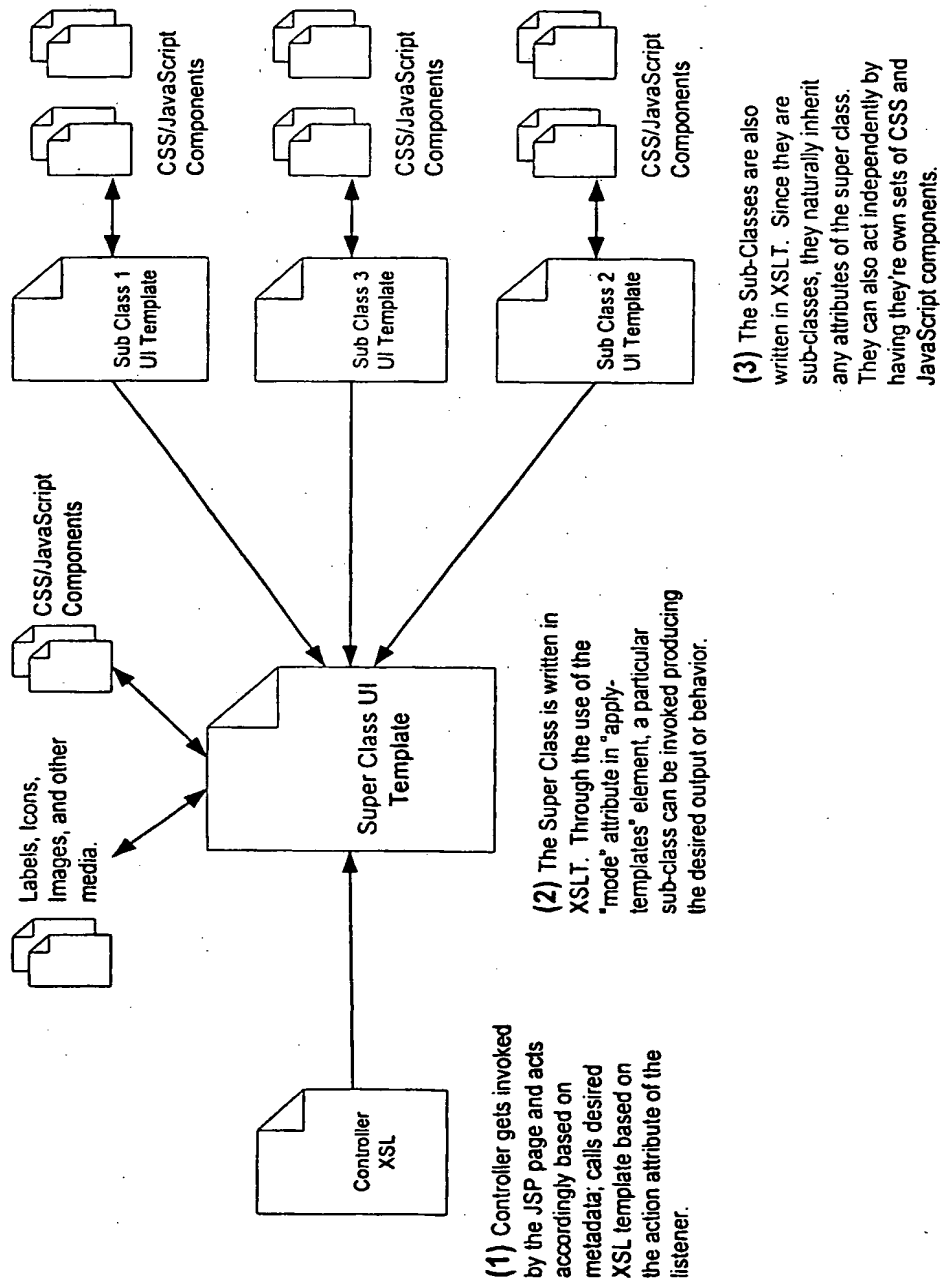 Labels, Icons,
Images, and other
media.
CSS/JavaScript
Components
Controller
XSL
Super Class UI
Template
Sub Class 1
UI Template
CSS/JavaScript
Components
Sub Class 3
UI Template
CSS/JavaScript
Components
Sub Class 2
UI Template
CSS/JavaScript
Components
(1) Controller gets invoked
by the JSP page and acts
accordingly based on
metadata; calls desired
XSL template based on
the action attribute of the
listener.
(2) The Super Class is written in
XSLT. Through the use of the
"mode" attribute in "apply-
templates" element, a particular
sub-class can be invoked producing
the desired output or behavior.
(3) The Sub-Classes are also
written in XSLT. Since they are
sub-classes, they naturally inherit
any attributes of the super class.
They can also act independently by
having they're own sets of CSS and
JavaScript components.